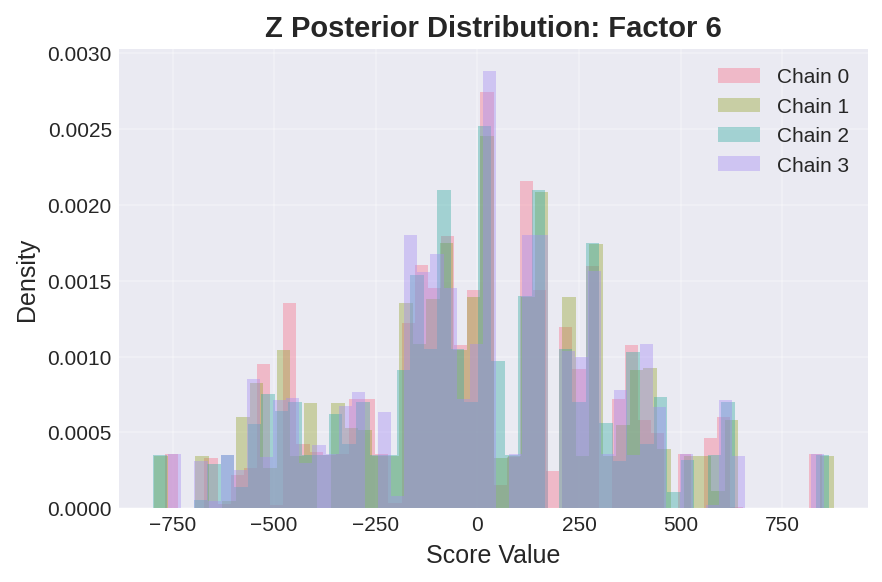 Z Posterior Distribution: Factor 6
Chain 0
Chain 1
Chain 2
Chain 3
0.0030
0.0025
0.0020
0.0015
0.0010
0.0005
0.0000
Density
−750
−500
−250
0
250
500
750
Score Value